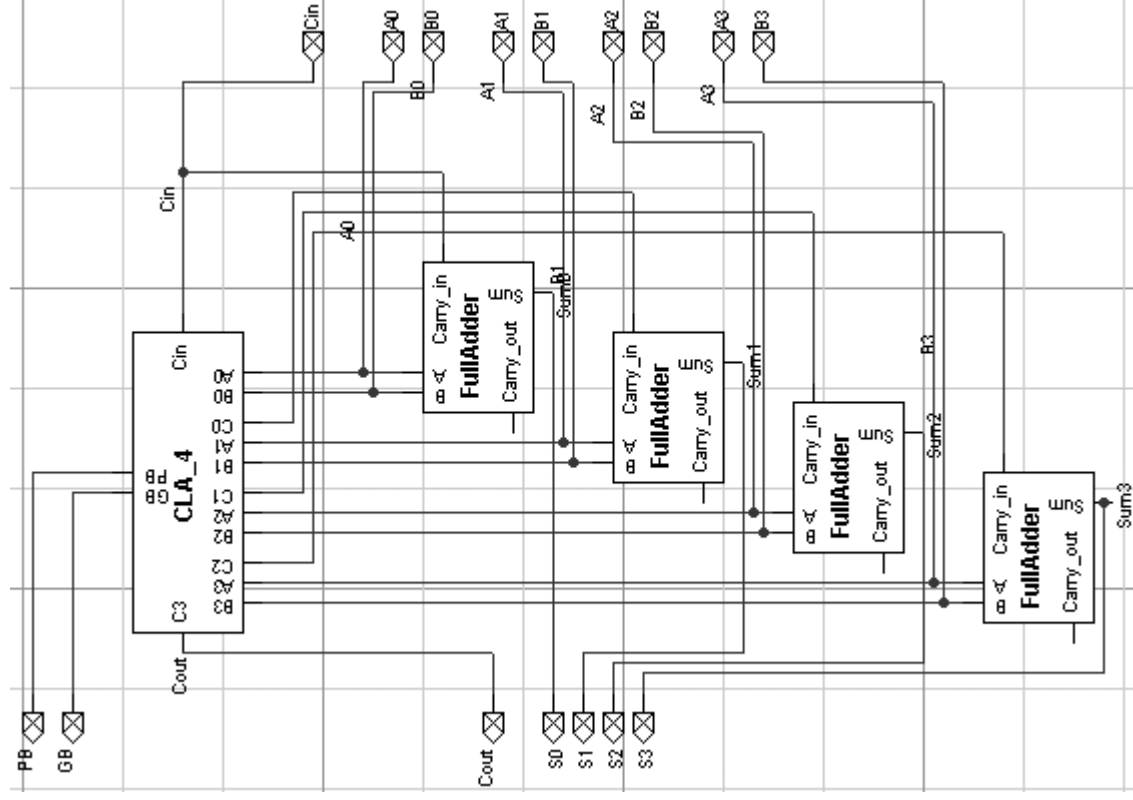 Cin
A0
B0
A1
B1
A2
B2
A3
B3
B0
A1
A2
B2
A3
Cin
A0
B1
Sum0
Carry_in
Sum
FullAdder
A
B
Carry_out
Carry_in
Sum
FullAdder
A
B
Carry_out
Sum1
B3
Carry_in
Sum
FullAdder
A
B
Carry_out
Sum2
Carry_in
Sum
FullAdder
A
B
Carry_out
Sum3
Cin
A0
B0
C0
A1
B1
C1
A2
B2
C2
A3
B3
PB
GB
CLA_4
C3
Cout
PB
GB
Cout
S0
S1
S2
S3